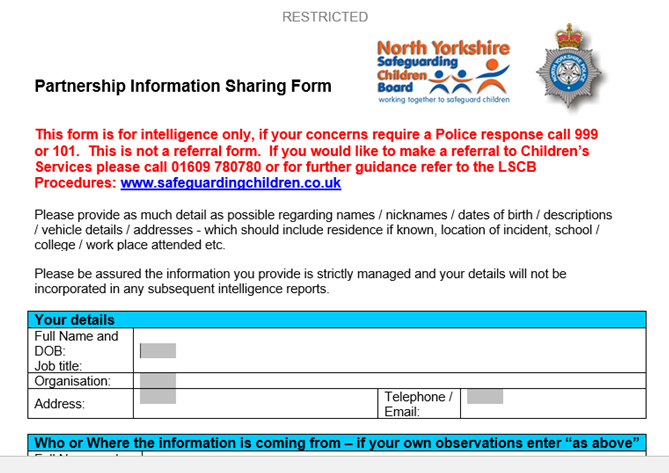 RESTRICTED
North Yorkshire
Safeguarding
Children
Board
working together to safeguard children
Partnership Information Sharing Form
This form is for intelligence only, if your concerns require a Police response call 999
or 101.  This is not a referral form.  If you would like to make a referral to Children's
Services please call 01609 780780 or for further guidance refer to the LSCB
Procedures: www.safeguardingchildren.co.uk
Please provide as much detail as possible regarding names / nicknames / dates of birth / descriptions
/ vehicle details / addresses - which should include residence if known, location of incident, school /
college / work place attended etc.
Please be assured the information you provide is strictly managed and your details will not be
incorporated in any subsequent intelligence reports.
Your details
Full Name and
DOB:
Job title:
Organisation:
Address:
Telephone /
Email:
Who or Where the information is coming from – if your own observations enter “as above”